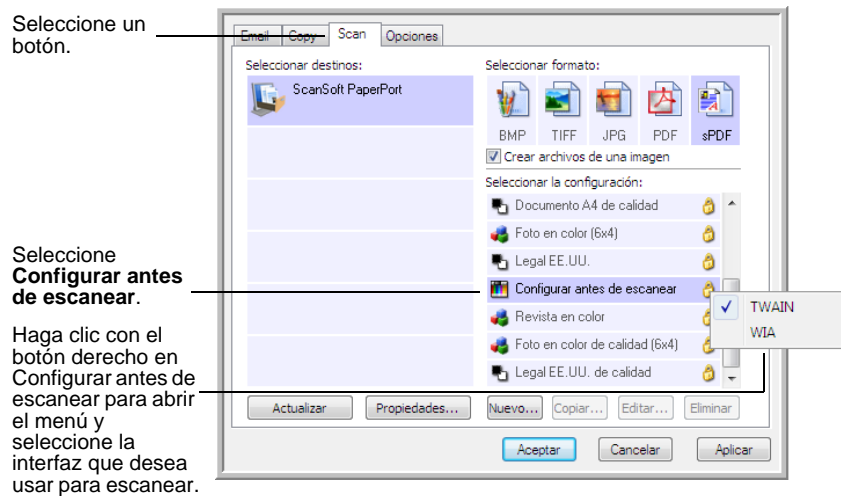 Seleccione un
botón.
Email Copy Scan Opciones
Seleccionar destinos:
ScanSoft PaperPort
Seleccionar formato:
BMP TIFF JPG PDF sPDF
Crear archivos de una imagen
Seleccionar la configuración:
Documento A4 de calidad
Foto en color (6x4)
Legal EE.UU.
Configurar antes de escanear
Revista en color
Foto en color de calidad (6x4)
Legal EE.UU. de calidad
TWAIN
WIA
Seleccione
Configurar antes
de escanear.
Haga clic con el
botón derecho en
Configurar antes de
escanear para abrir
el menú y
seleccione la
interfaz que desea
usar para escanear.
Actualizar Propiedades... Nuevo... Copiar... Editar... Eliminar
Aceptar Cancelar Aplicar